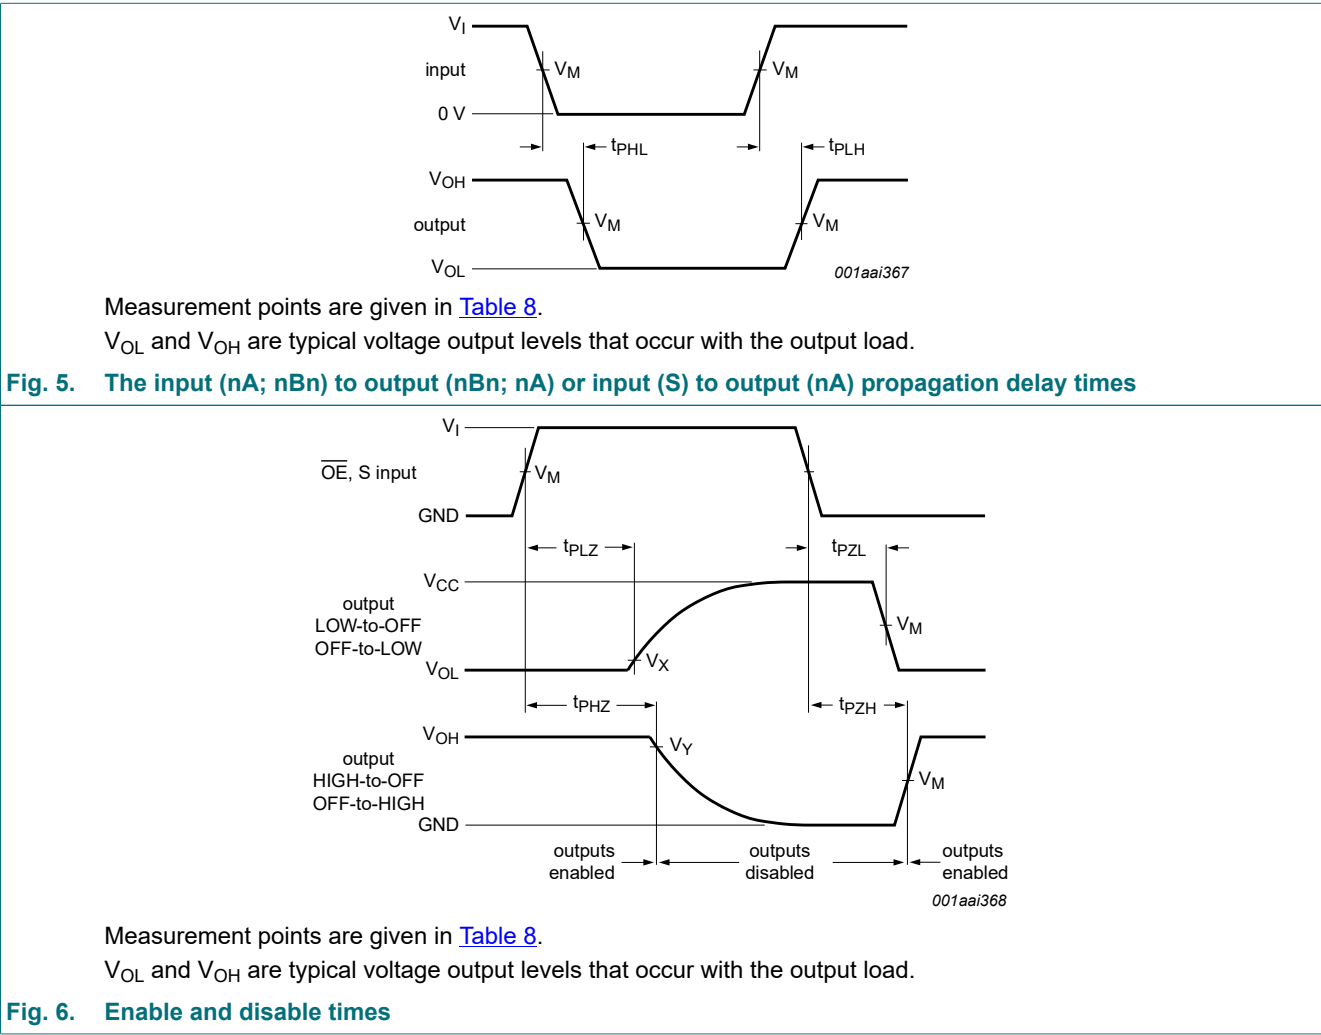 VI
input
VM
VM
0 V
tPHL
tPLH
VOH
output
VM
VM
VOL
001aai367
Measurement points are given in Table 8.
VOL and VOH are typical voltage output levels that occur with the output load.
Fig. 5. The input (nA; nBn) to output (nBn; nA) or input (S) to output (nA) propagation delay times
VI
OE, S input
VM
GND
tPLZ
tPZL
VCC
output
LOW-to-OFF
OFF-to-LOW
VM
VX
VOL
tPHZ
tPZH
VOH
VY
output
HIGH-to-OFF
OFF-to-HIGH
VM
GND
outputs
enabled
outputs
disabled
outputs
enabled
001aai368
Measurement points are given in Table 8.
VOL and VOH are typical voltage output levels that occur with the output load.
Fig. 6. Enable and disable times